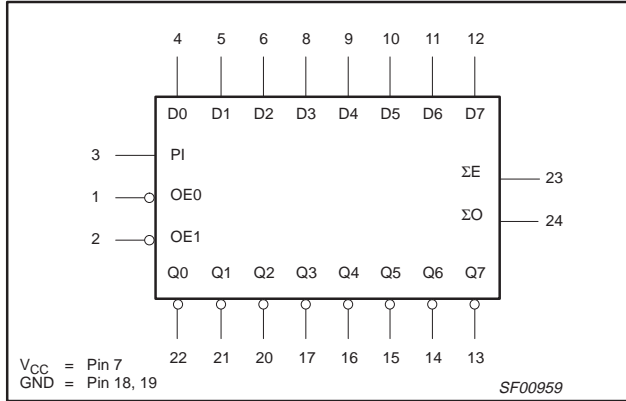 4 5 6 8 9 10 11 12
D0 D1 D2 D3 D4 D5 D6 D7
3 PI
ΣE 23
1 OE0
ΣO 24
2 OE1
Q0 Q1 Q2 Q3 Q4 Q5 Q6 Q7
22 21 20 17 16 15 14 13
VCC = Pin 7
GND = Pin 18, 19
SF00959